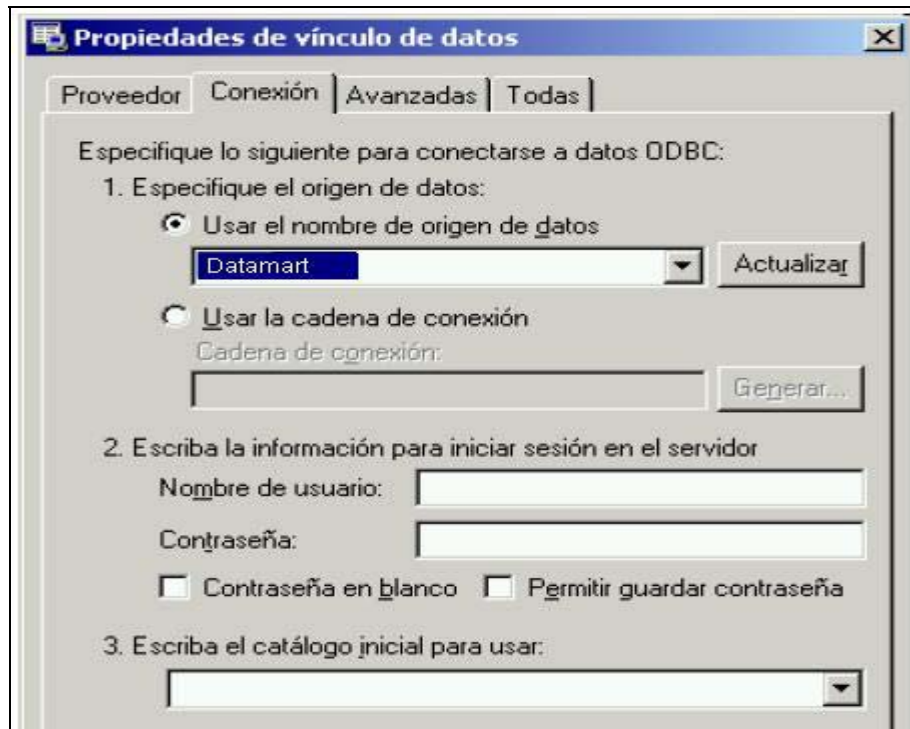 Propiedades de vínculo de datos
Proveedor Conexión Avanzadas Todas
Especifique lo siguiente para conectarse a datos ODBC:
1. Especifique el origen de datos:
Usar el nombre de origen de datos
Datamart Actualizar
Usar la cadena de conexión
Cadena de conexión:
Generar...
2. Escriba la información para iniciar sesión en el servidor
Nombre de usuario:
Contraseña:
Contraseña en blanco Permitir guardar contraseña
3. Escriba el catálogo inicial para usar: